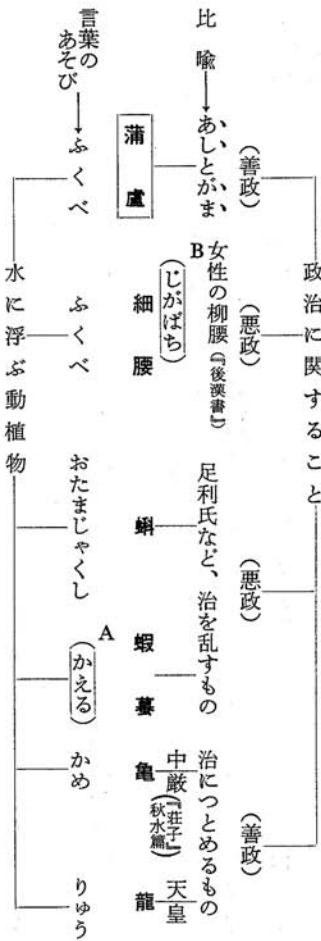 政治に関すること
(善政)
(悪政)
(悪政)
(善政)
比喩→あしとがま
B 女性の柳腰(『後漢書』)
(じがばち)
足利氏など、治を乱すもの
治につとめるもの
中厳(『荘子』秋水篇)
天皇
蒲盧
細腰
蝌
蝦蟇
亀
龍
言葉のあそび→ふくべ
ふくべ
おたまじゃくし
A (かえる)
かめ
りゅう
水に浮ぶ動植物